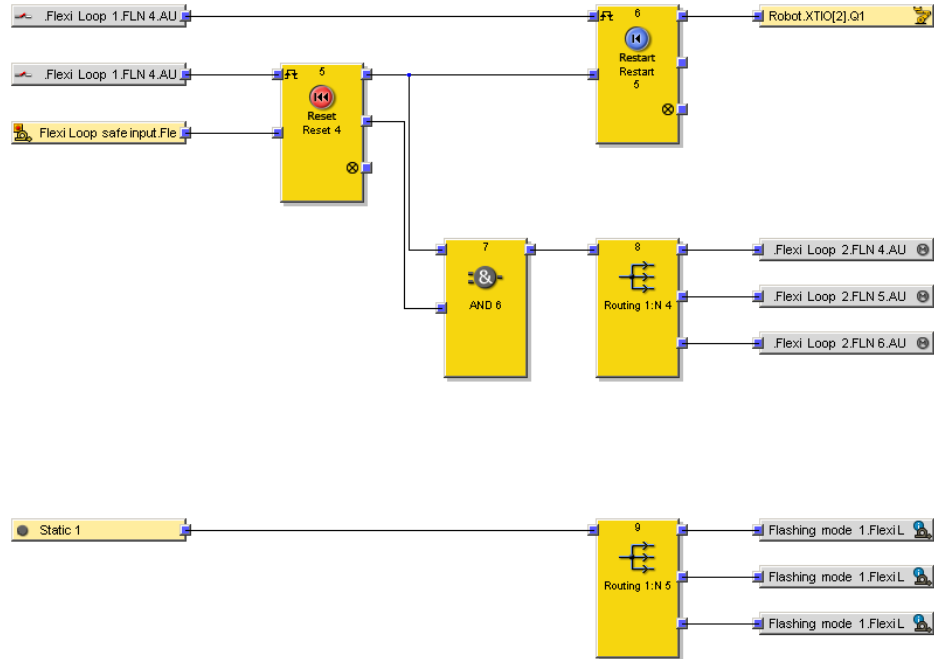 .Flexi Loop 1.FLN 4.AU
6
Restart
Restart
5
Robot.XTIO[2].Q1
.Flexi Loop 1.FLN 4.AU
5
Reset
Reset 4
Flexi Loop safe input.Fle
7
&
AND 6
8
Routing 1:N 4
.Flexi Loop 2.FLN 4.AU
.Flexi Loop 2.FLN 5.AU
.Flexi Loop 2.FLN 6.AU
Static 1
9
Routing 1:N 5
Flashing mode 1.Flexi L
Flashing mode 1.Flexi L
Flashing mode 1.Flexi L